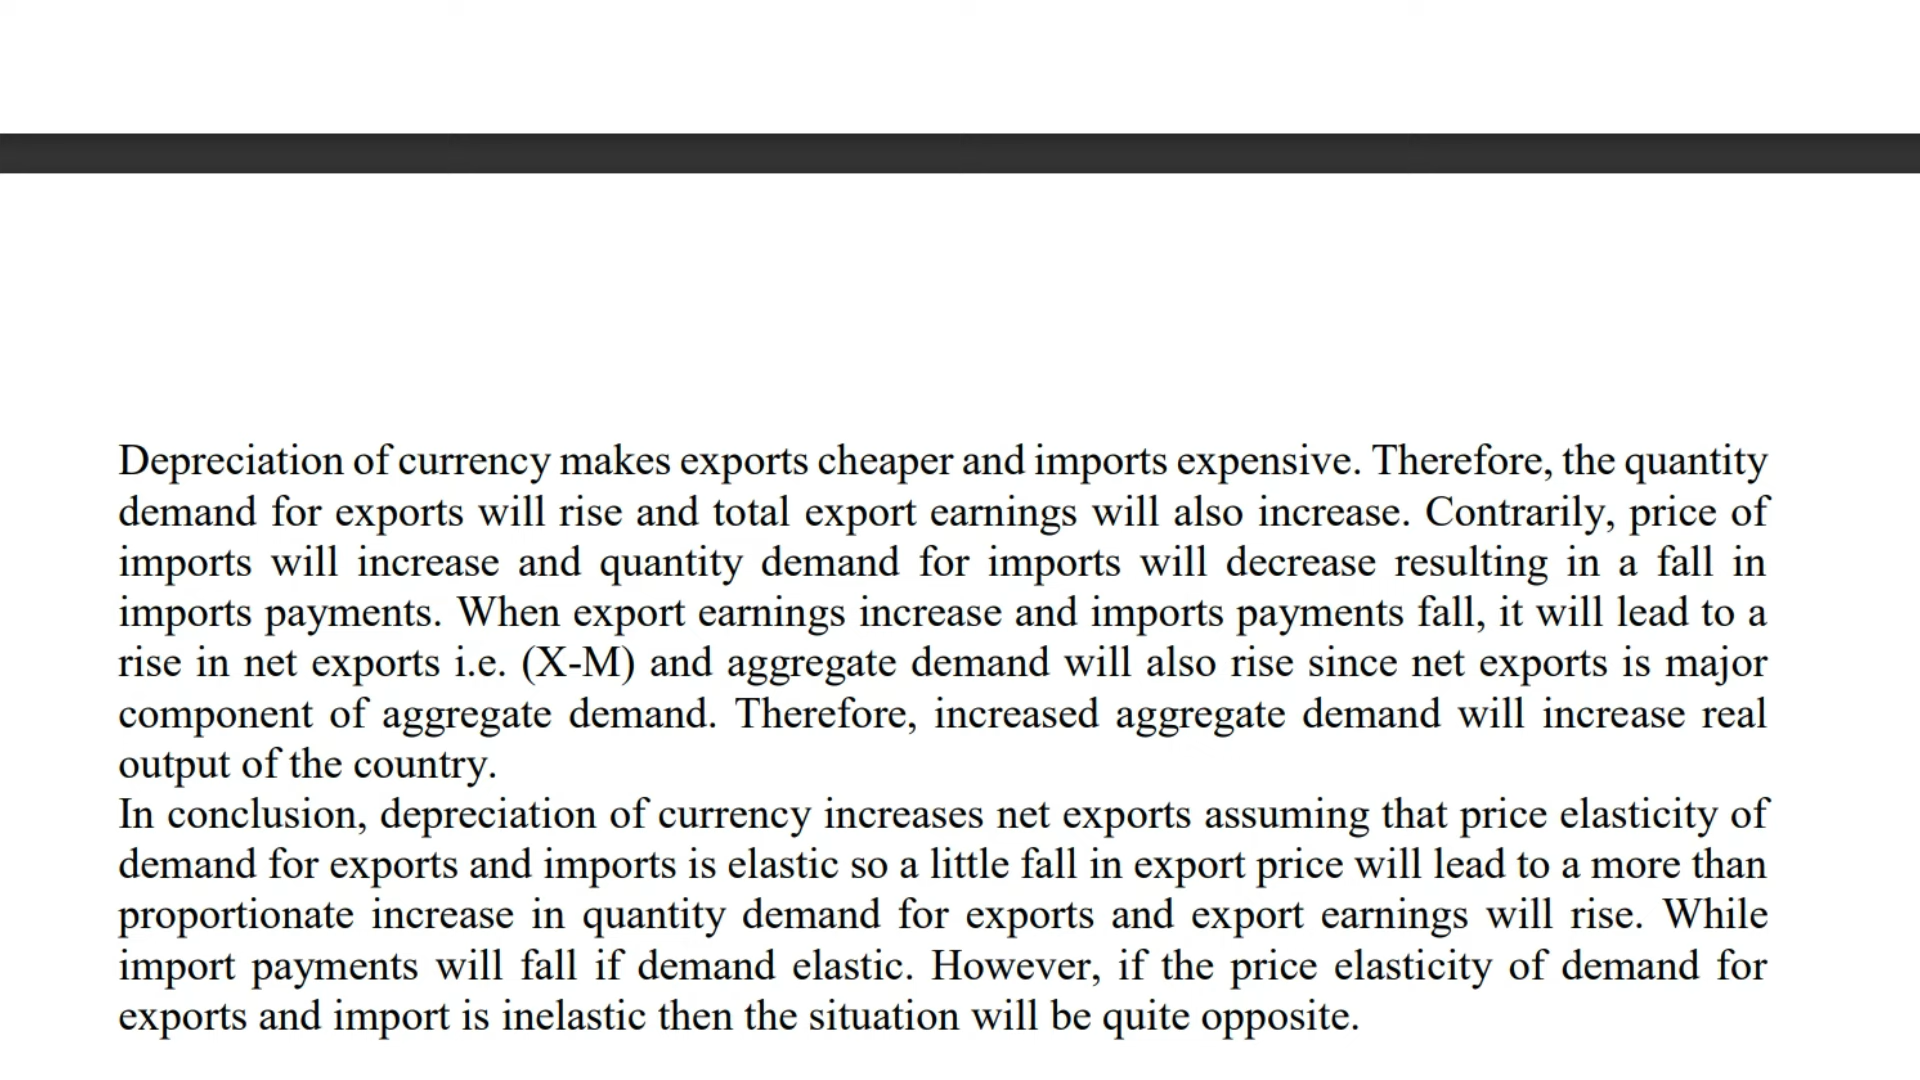 Depreciation of currency makes exports cheaper and imports expensive. Therefore, the quantity
demand for exports will rise and total export earnings will also increase. Contrarily, price of
imports will increase and quantity demand for imports will decrease resulting in a fall in
imports payments. When export earnings increase and imports payments fall, it will lead to a
rise in net exports i.e. (X-M) and aggregate demand will also rise since net exports is major
component of aggregate demand. Therefore, increased aggregate demand will increase real
output of the country.
In conclusion, depreciation of currency increases net exports assuming that price elasticity of
demand for exports and imports is elastic so a little fall in export price will lead to a more than
proportionate increase in quantity demand for exports and export earnings will rise. While
import payments will fall if demand elastic. However, if the price elasticity of demand for
exports and import is inelastic then the situation will be quite opposite.